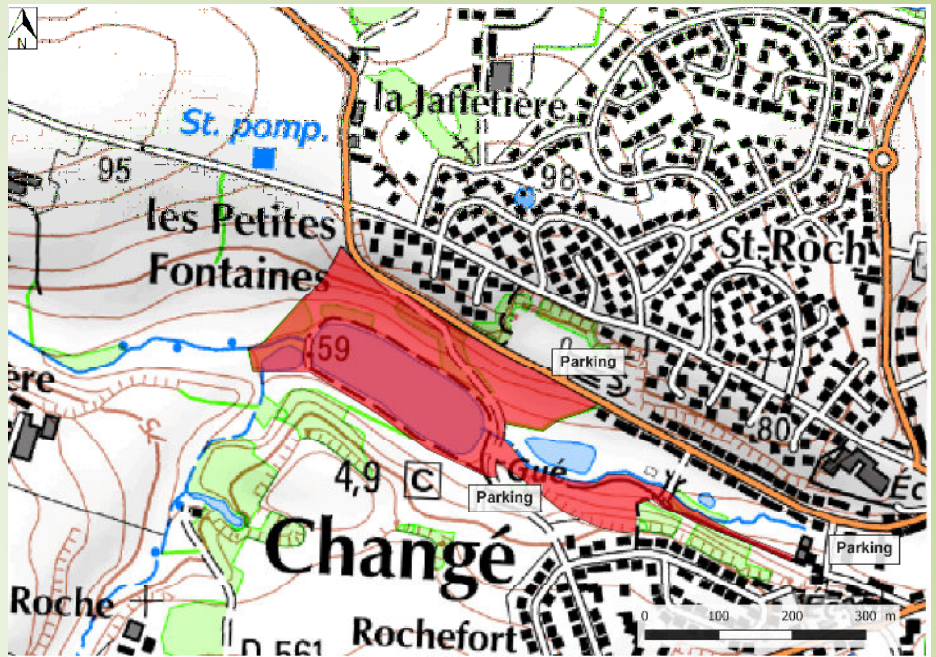 N
la Jaffetière
St. pomp.
95
98
les Petites
Fontaines
St-Roch
59
Parking
ère
80
Gué
4,9
C
Parking
Éc
Changé
Parking
Roche
0 100 200 300 m
Rochefort
D 561